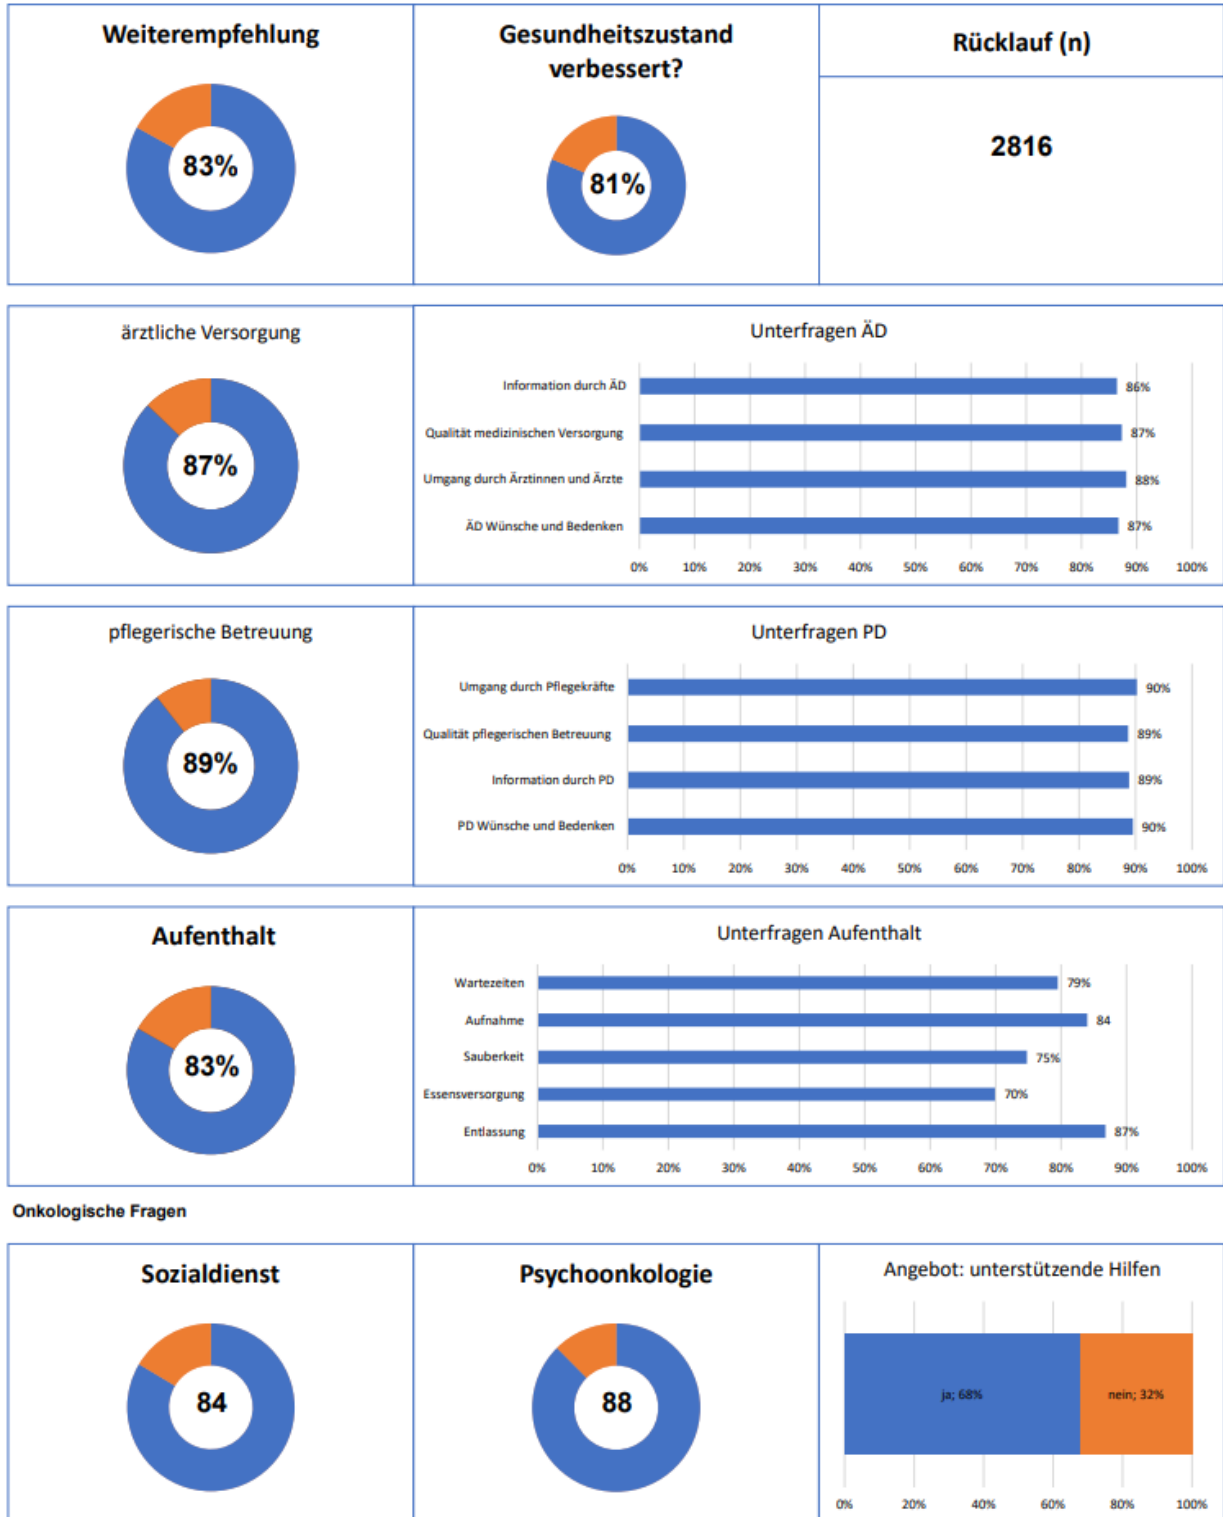 Weiterempfehlung
83%
Gesundheitszustand
verbessert?
81%
Rücklauf (n)
2816
ärztliche Versorgung
87%
Unterfragen ÄD
Information durch ÄD
86%
Qualität medizinischen Versorgung
87%
Umgang durch Ärztinnen und Ärzte
88%
ÄD Wünsche und Bedenken
87%
0% 10% 20% 30% 40% 50% 60% 70% 80% 90% 100%
pflegerische Betreuung
89%
Unterfragen PD
Umgang durch Pflegekräfte
90%
Qualität pflegerischen Betreuung
89%
Information durch PD
89%
PD Wünsche und Bedenken
90%
0% 10% 20% 30% 40% 50% 60% 70% 80% 90% 100%
Aufenthalt
83%
Unterfragen Aufenthalt
Wartezeiten
79%
Aufnahme
84
Sauberkeit
75%
Essensversorgung
70%
Entlassung
87%
0% 10% 20% 30% 40% 50% 60% 70% 80% 90% 100%
Onkologische Fragen
Sozialdienst
84
Psychoonkologie
88
Angebot: unterstützende Hilfen
ja; 68%
nein; 32%
0% 20% 40% 60% 80% 100%